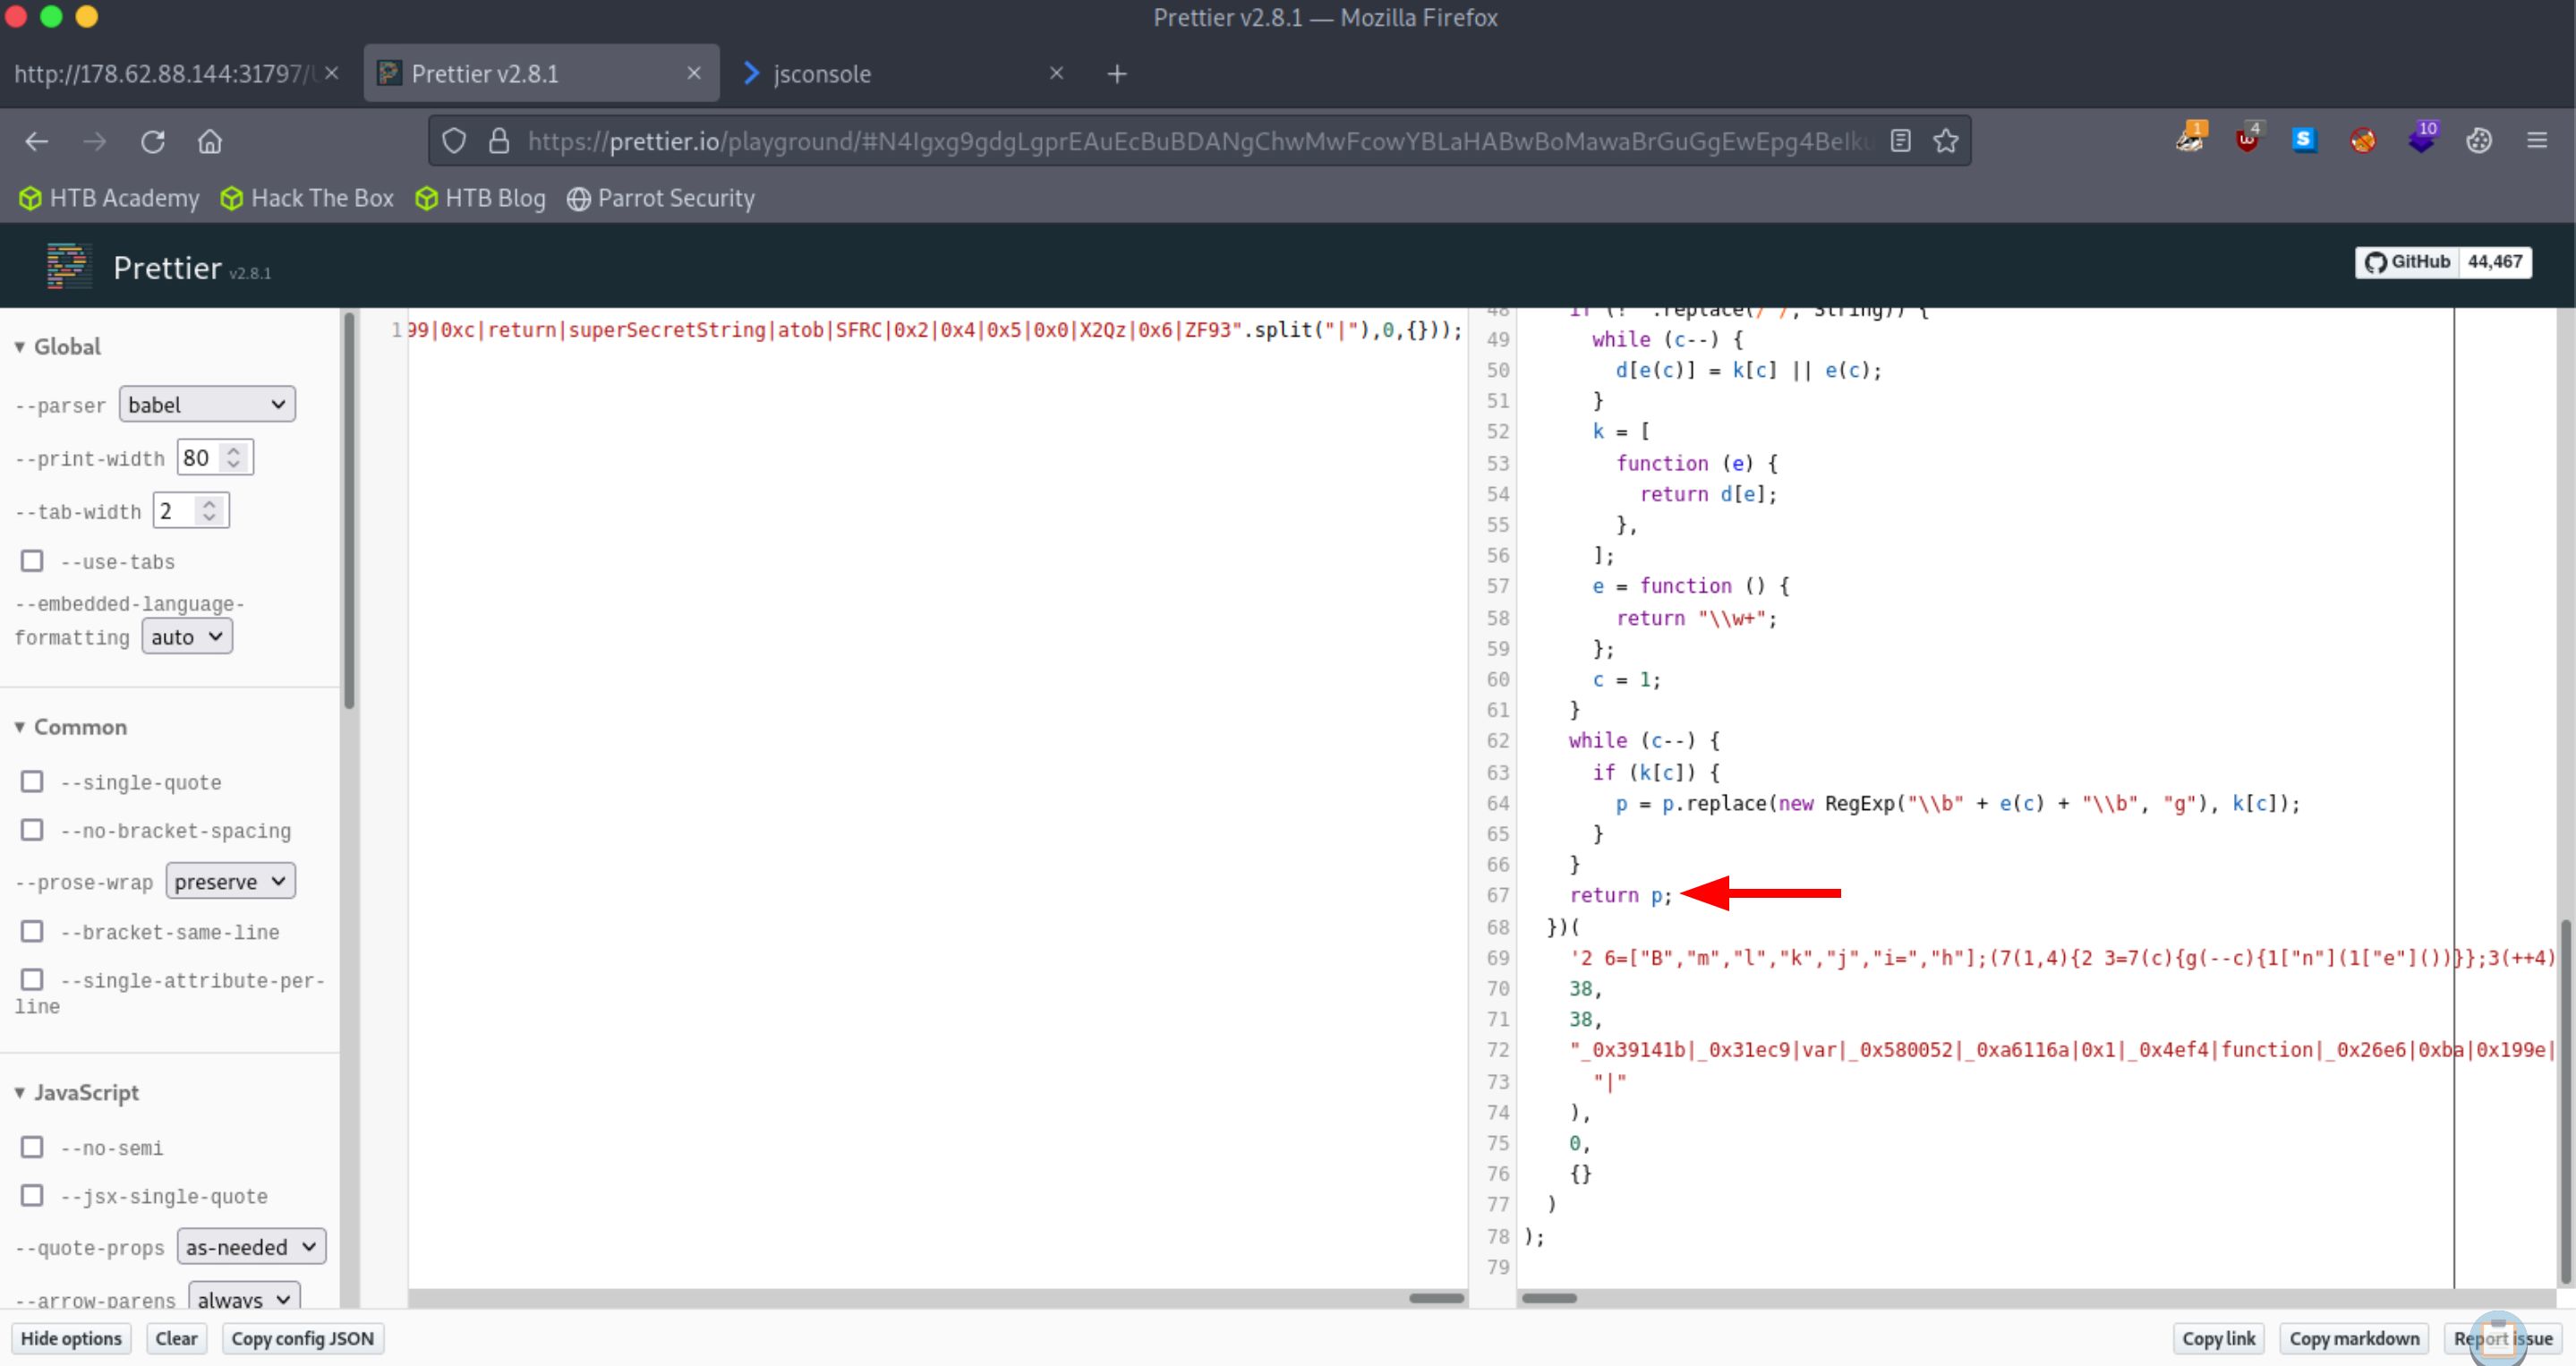 Prettier v2.8.1 — Mozilla Firefox
http://178.62.88.144:31797/
Prettier v2.8.1
jsconsole
https://prettier.io/playground/#N4Igxg9gdgLgprEAuEcBuBDANgChwMwFcowYBLaHABwBoMawaBrGuGgEwEpg4BeIku
1
4
10
HTB Academy
Hack The Box
HTB Blog
Parrot Security
Prettier v2.8.1
GitHub 44,467
Global
--parser babel
--print-width 80
--tab-width 2
--use-tabs
--embedded-language-
formatting auto
Common
--single-quote
--no-bracket-spacing
--prose-wrap preserve
--bracket-same-line
--single-attribute-per-
line
JavaScript
--no-semi
--jsx-single-quote
--quote-props as-needed
--arrow-parens always
1 99|0xc|return|superSecretString|atob|SFRC|0x2|0x4|0x5|0x0|X2Qz|0x6|ZF93".split("|"),0,{}));
48 if (!"".replace(/^/, String)) {
49 while (c--) {
50 d[e(c)] = k[c] || e(c);
51 }
52 k = [
53 function (e) {
54 return d[e];
55 },
56 ];
57 e = function () {
58 return "\\w+";
59 };
60 c = 1;
61 }
62 while (c--) {
63 if (k[c]) {
64 p = p.replace(new RegExp("\\b" + e(c) + "\\b", "g"), k[c]);
65 }
66 }
67 return p;
68 })(
69 '2 6=["B","m","l","k","j","i=","h"];(7(1,4){2 3=7(c){g(--c){1["n"](1["e"]())}};3(++4)
70 38,
71 38,
72 "_0x39141b|_0x31ec9|var|_0x580052|_0xa6116a|0x1|_0x4ef4|function|_0x26e6|0xba|0x199e|
73 "|"
74 ),
75 0,
76 {}
77 )
78 );
79
Hide options
Clear
Copy config JSON
Copy link
Copy markdown
Report issue